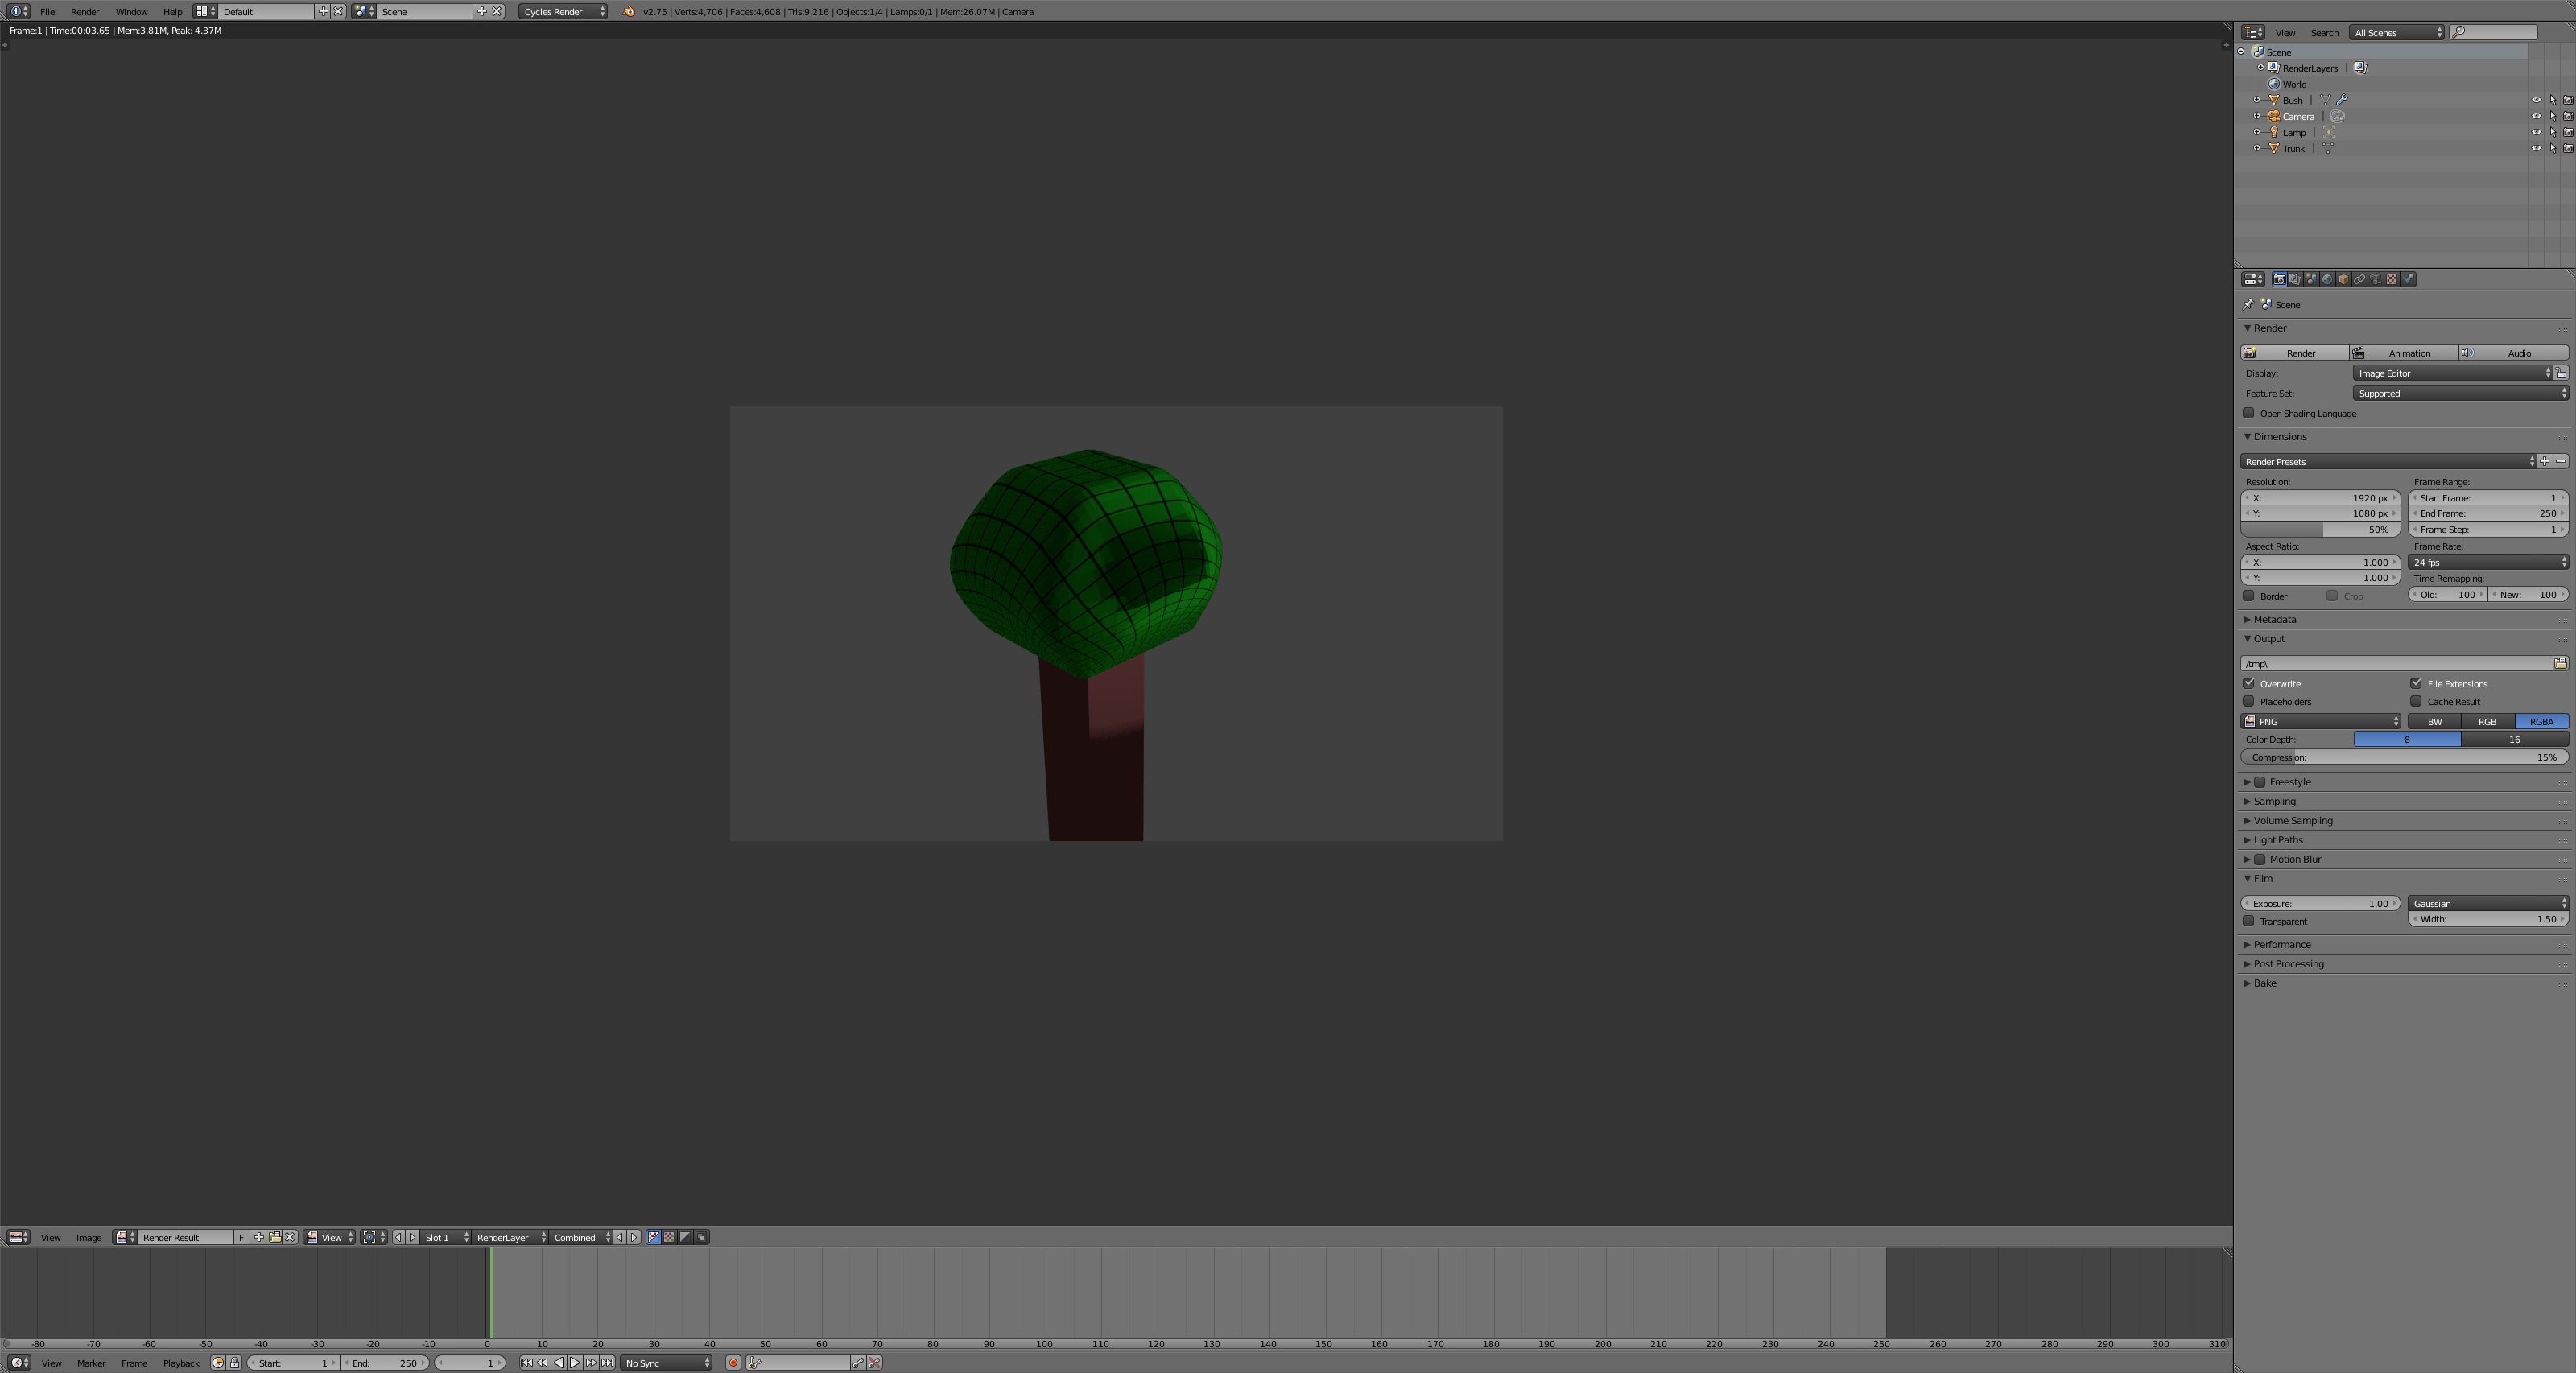 File Render Window Help Default Scene Cycles Render v2.75 | Verts:4,706 | Faces:4,608 | Tris:9,216 | Objects:1/4 | Lamps:0/1 | Mem:26.07M | Camera
Frame:1 | Time:00:03.65 | Mem:3.81M, Peak: 4.37M
View Search All Scenes
Scene
RenderLayers |
World
Bush |
Camera |
Lamp |
Trunk |
Scene
Render
Render Animation Audio
Display: Image Editor
Feature Set: Supported
Open Shading Language
Dimensions
Render Presets
Resolution: Frame Range:
X: 1920 px Start Frame: 1
Y: 1080 px End Frame: 250
50% Frame Step: 1
Aspect Ratio: Frame Rate:
X: 1.000 24 fps
Y: 1.000 Time Remapping:
Border Crop Old: 100 New: 100
Metadata
Output
/tmp\
Overwrite File Extensions
Placeholders Cache Result
PNG BW RGB RGBA
Color Depth: 8 16
Compression: 15%
Freestyle
Sampling
Volume Sampling
Light Paths
Motion Blur
Film
Exposure: 1.00 Gaussian
Transparent Width: 1.50
Performance
Post Processing
Bake
View Image Render Result F View Slot 1 RenderLayer Combined
-80 -70 -60 -50 -40 -30 -20 -10 0 10 20 30 40 50 60 70 80 90 100 110 120 130 140 150 160 170 180 190 200 210 220 230 240 250 260 270 280 290 300 310
View Marker Frame Playback Start: 1 End: 250 1 No Sync